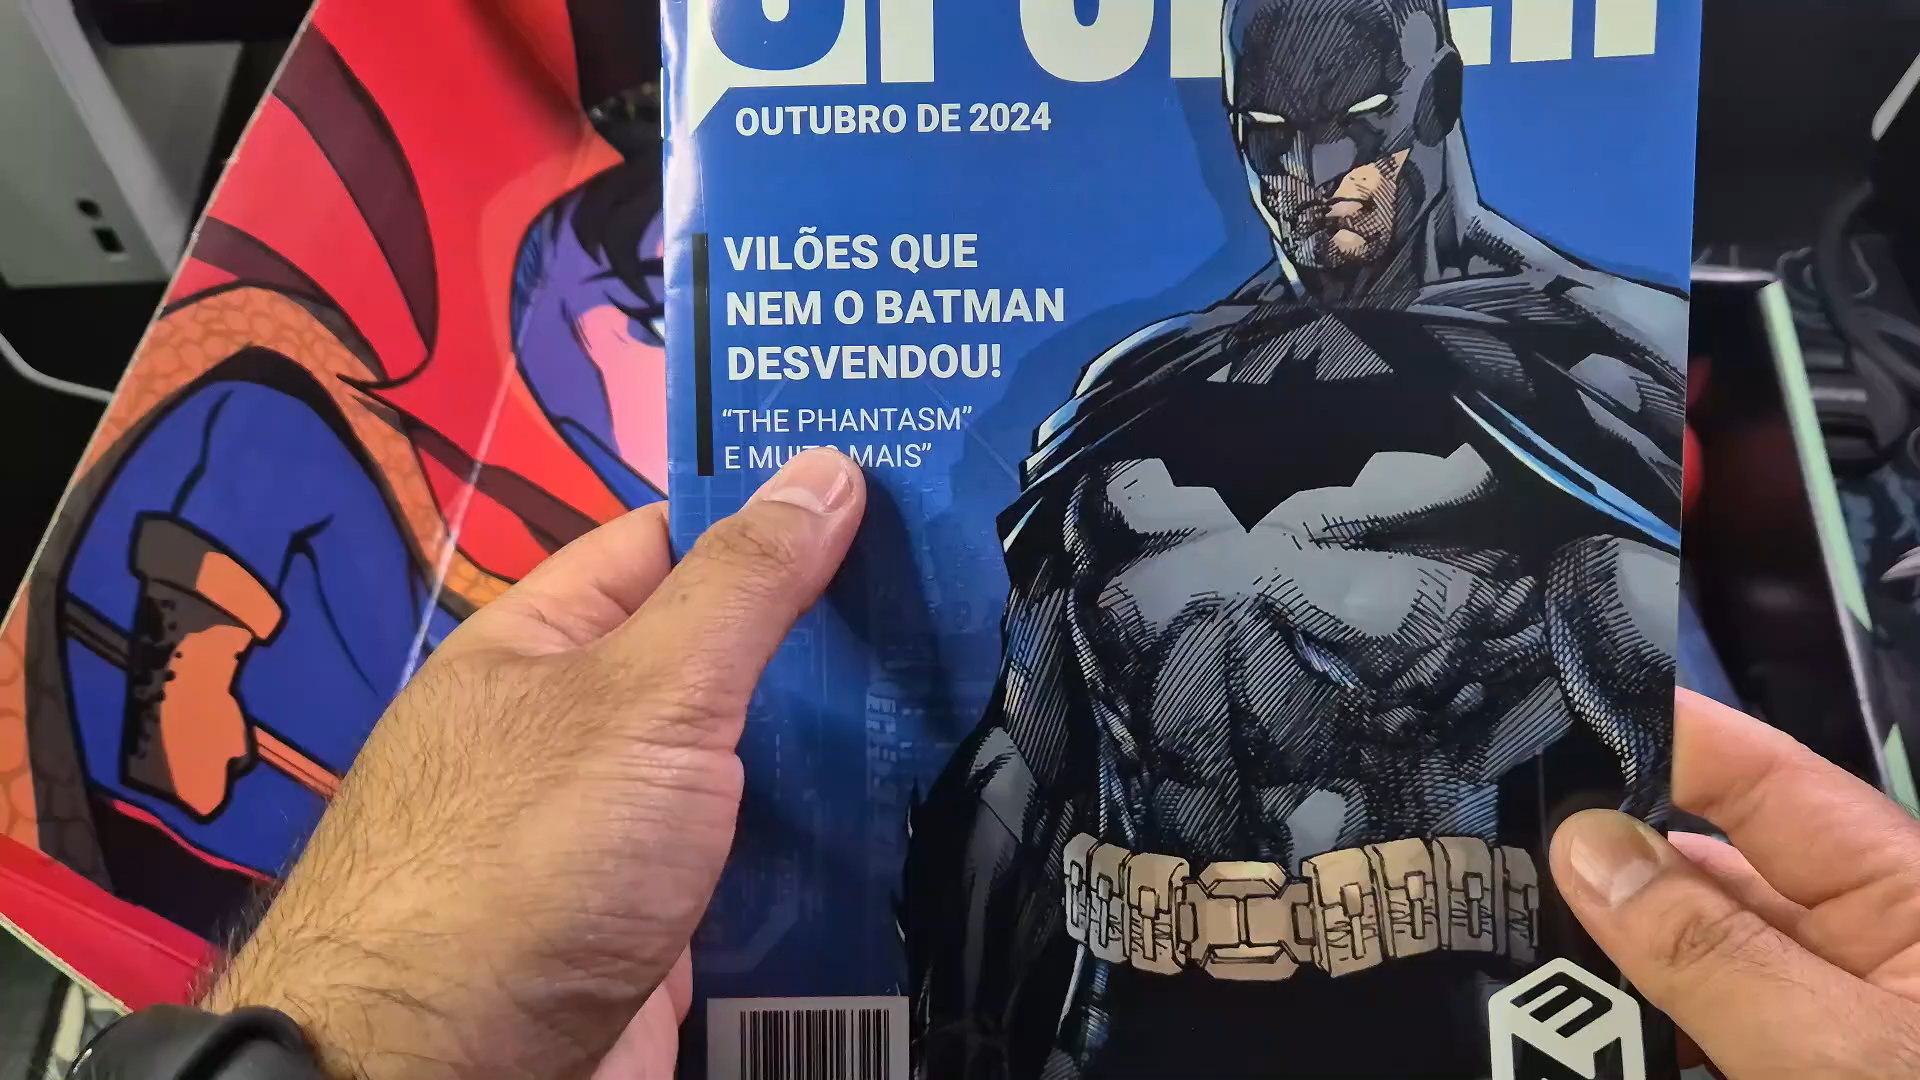 OUTUBRO DE 2024
VILÕES QUE
NEM O BATMAN
DESVENDOU!
“THE PHANTASM”
E MUITO MAIS”